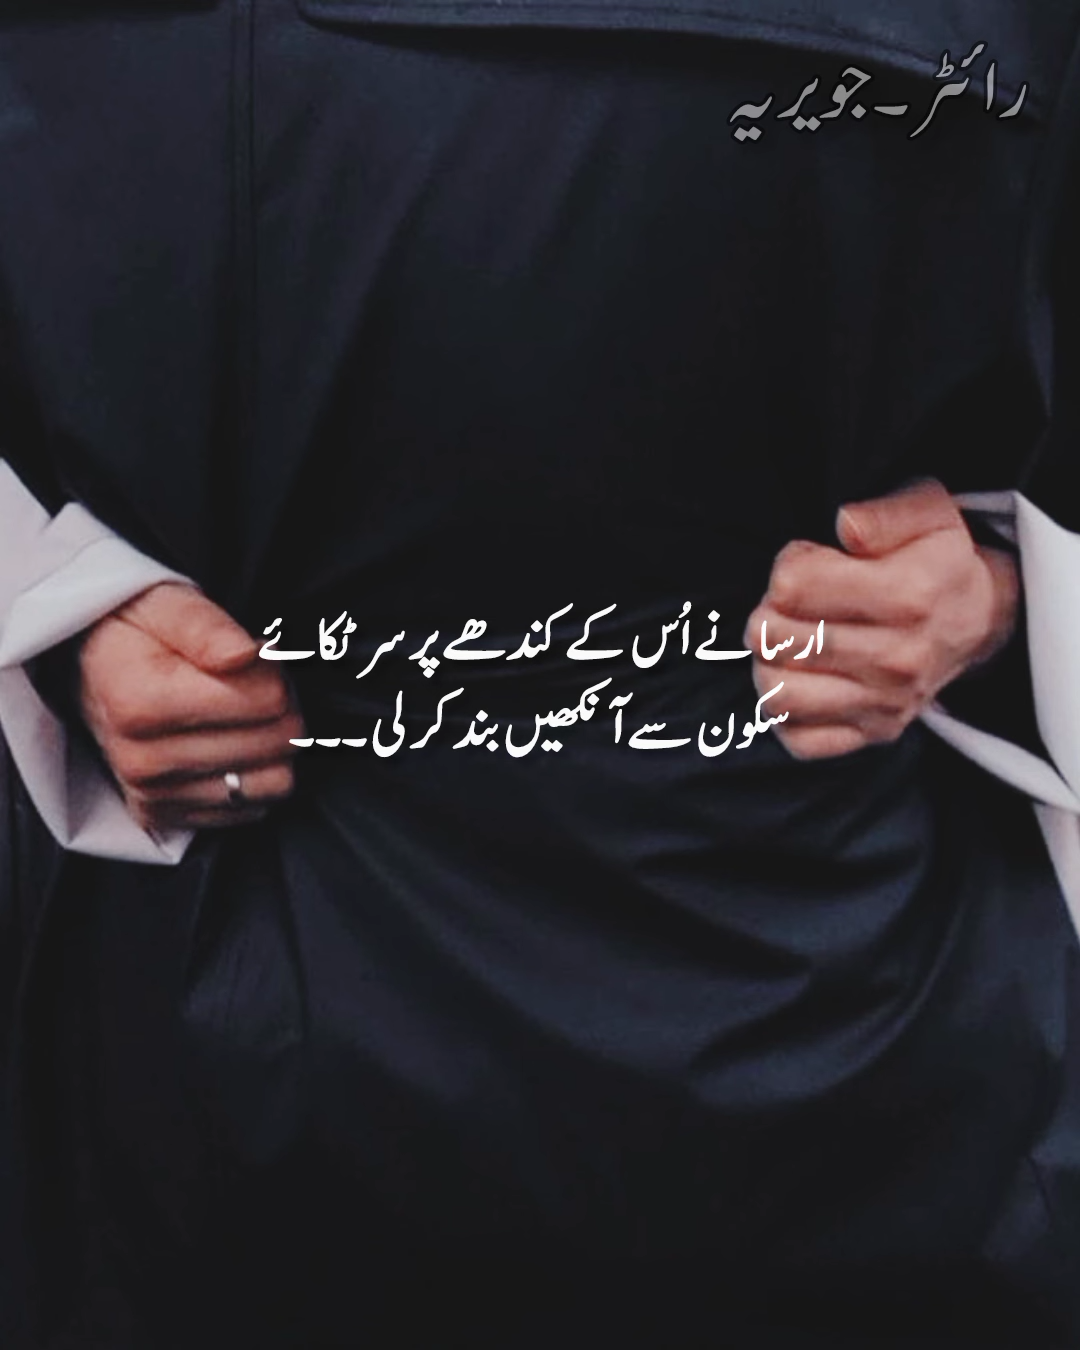 رائٹر۔جویریہ
ارسا نے اُس کے کندھے پر سر ٹکائے
سکون سے آنکھیں بند کر لی۔۔۔